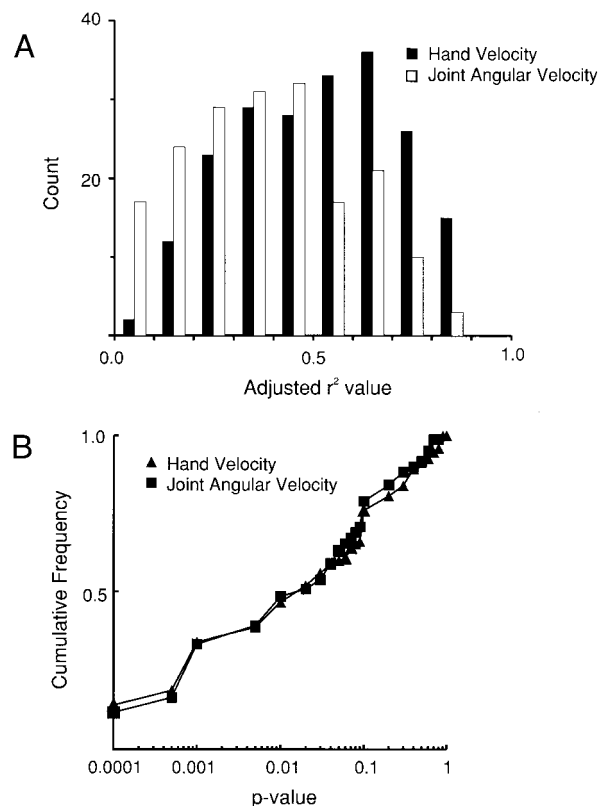 A
40
20
Count
Hand Velocity
Joint Angular Velocity
0.0
0.5
1.0
Adjusted r² value
B
1.0
0.5
Cumulative Frequency
Hand Velocity
Joint Angular Velocity
0.0001
0.001
0.01
0.1
1
p-value